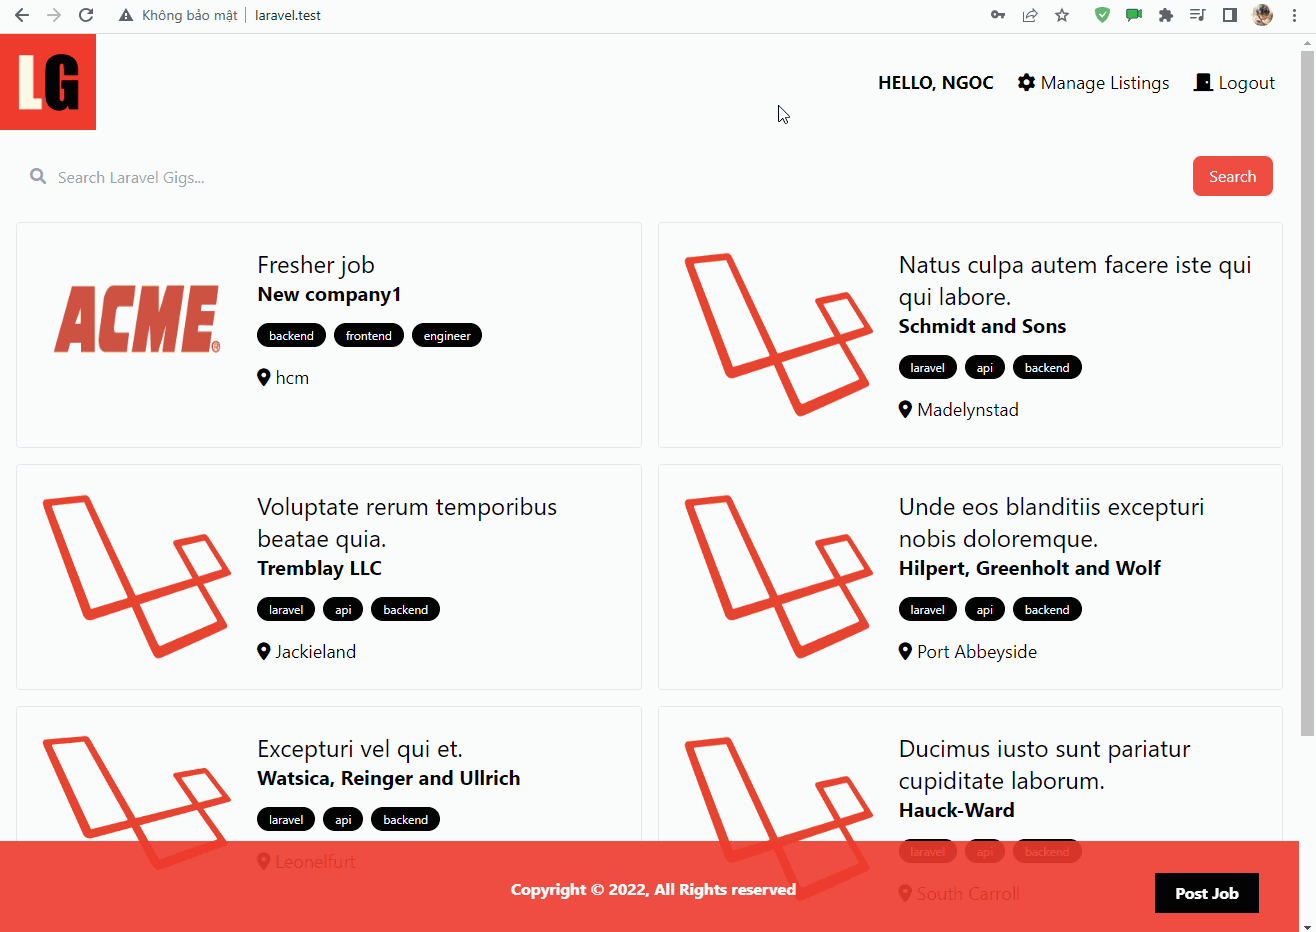 Không bảo mật
laravel.test
LG
HELLO, NGOC
Manage Listings
Logout
Search Laravel Gigs...
Search
ACME®
Fresher job
New company1
backend frontend engineer
hcm
Natus culpa autem facere iste qui
qui labore.
Schmidt and Sons
laravel api backend
Madelynstad
Voluptate rerum temporibus
beatae quia.
Tremblay LLC
laravel api backend
Jackieland
Unde eos blanditiis excepturi
nobis doloremque.
Hilpert, Greenholt and Wolf
laravel api backend
Port Abbeyside
Excepturi vel qui et.
Watsica, Reinger and Ullrich
laravel api backend
Leonelfurt
Ducimus iusto sunt pariatur
cupiditate laborum.
Hauck-Ward
laravel api backend
South Carroll
Copyright © 2022, All Rights reserved
Post Job